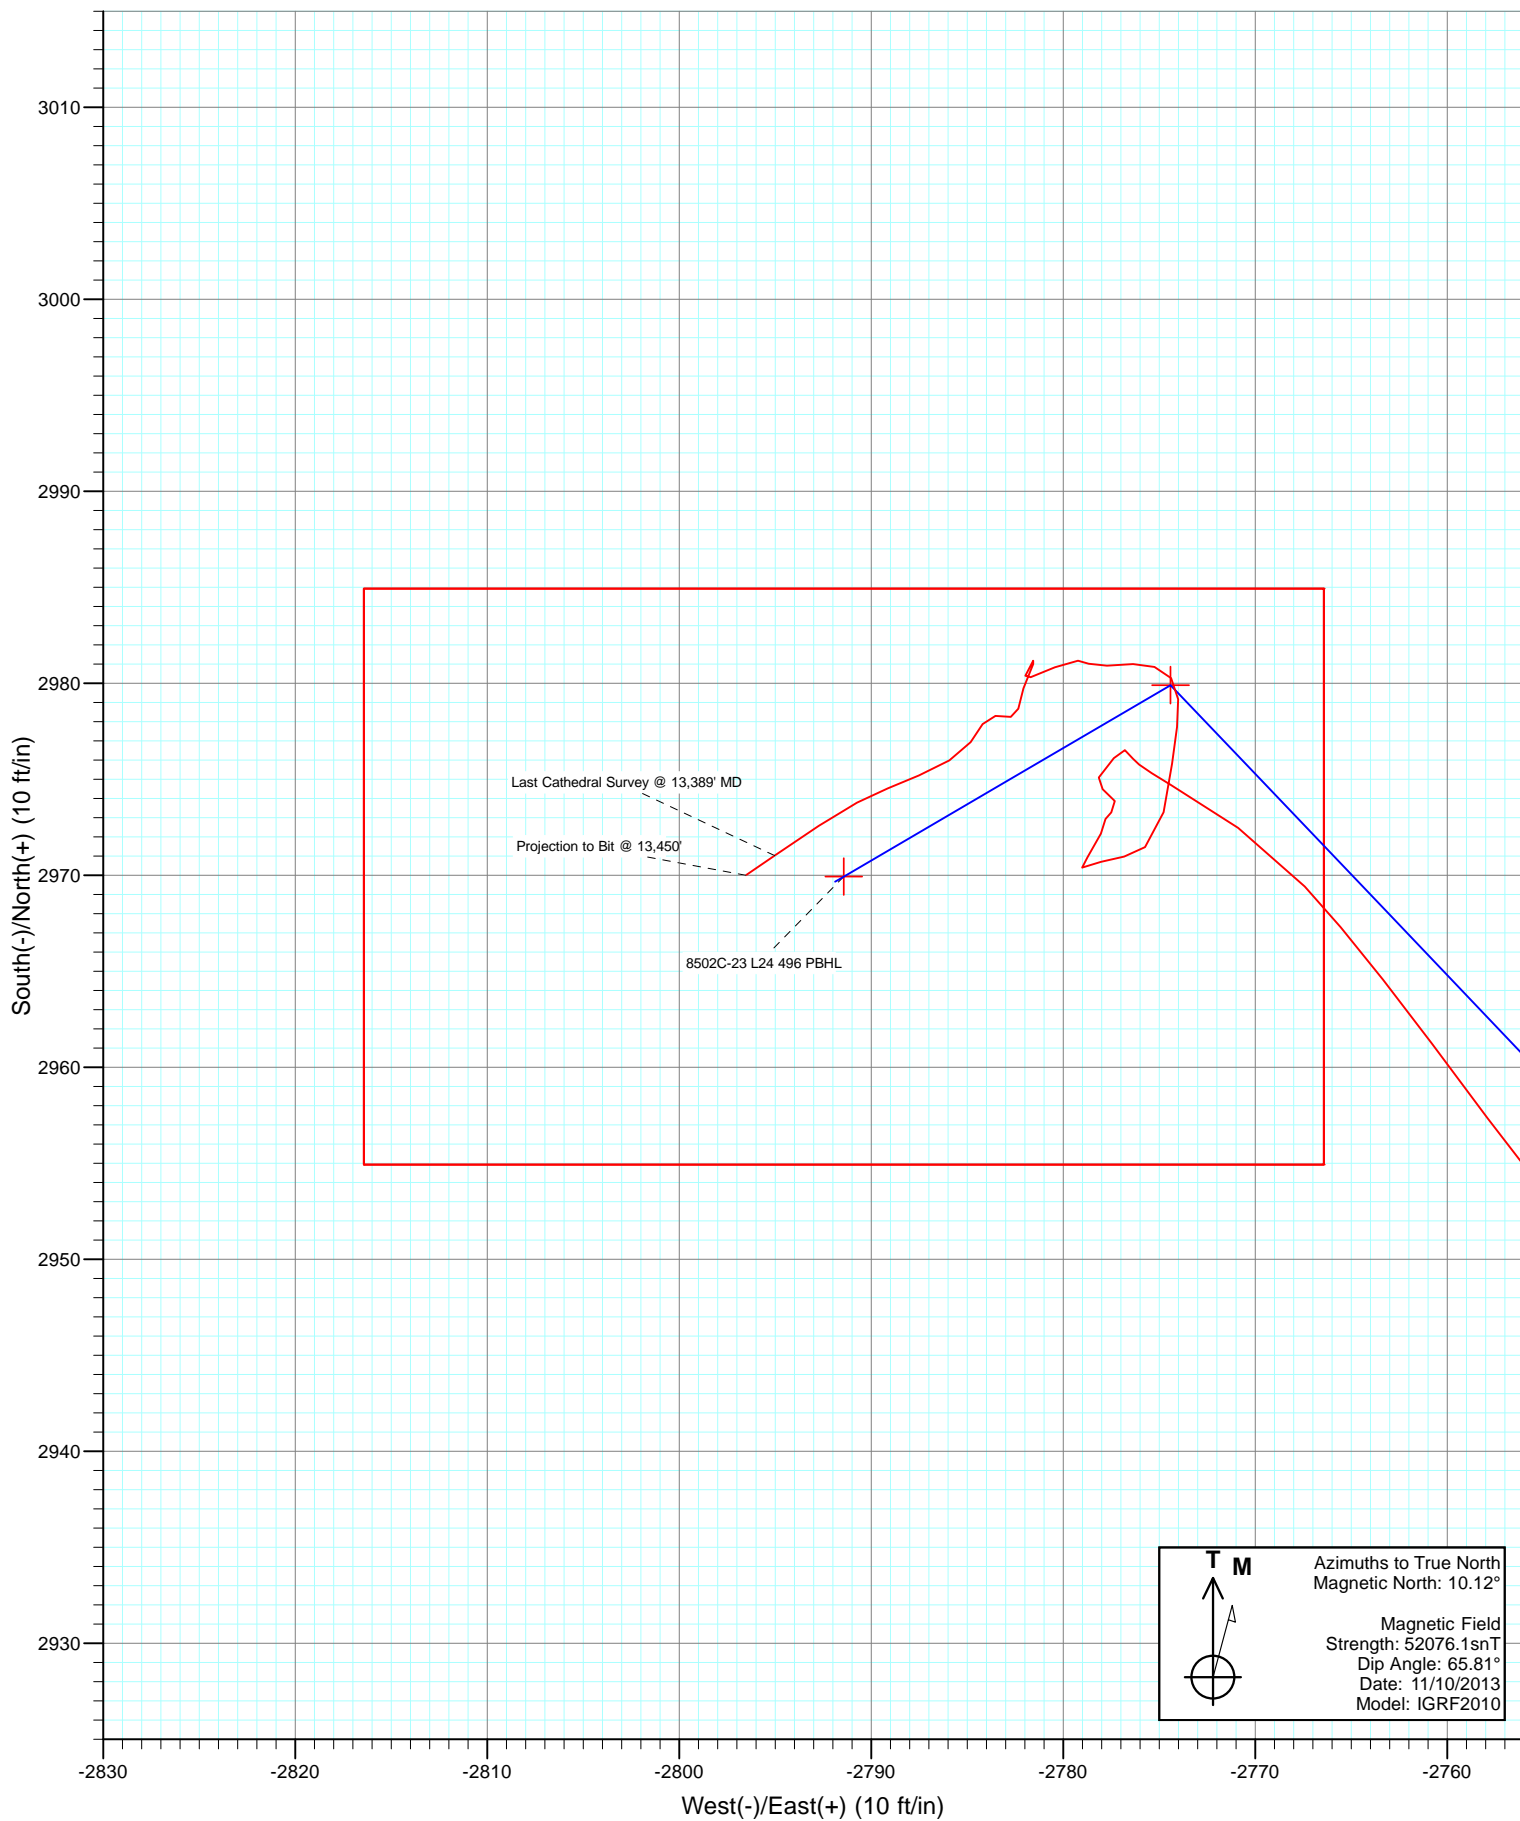 3010
3000
2990
2980
2970
2960
2950
2940
2930
South(-)/North(+) (10 ft/in)
Last Cathedral Survey @ 13,389' MD
Projection to Bit @ 13,450'
8502C-23 L24 496 PBHL
T M
Azimuths to True North
Magnetic North: 10.12°
Magnetic Field
Strength: 52076.1snT
Dip Angle: 65.81°
Date: 11/10/2013
Model: IGRF2010
-2830 -2820 -2810 -2800 -2790 -2780 -2770 -2760
West(-)/East(+) (10 ft/in)